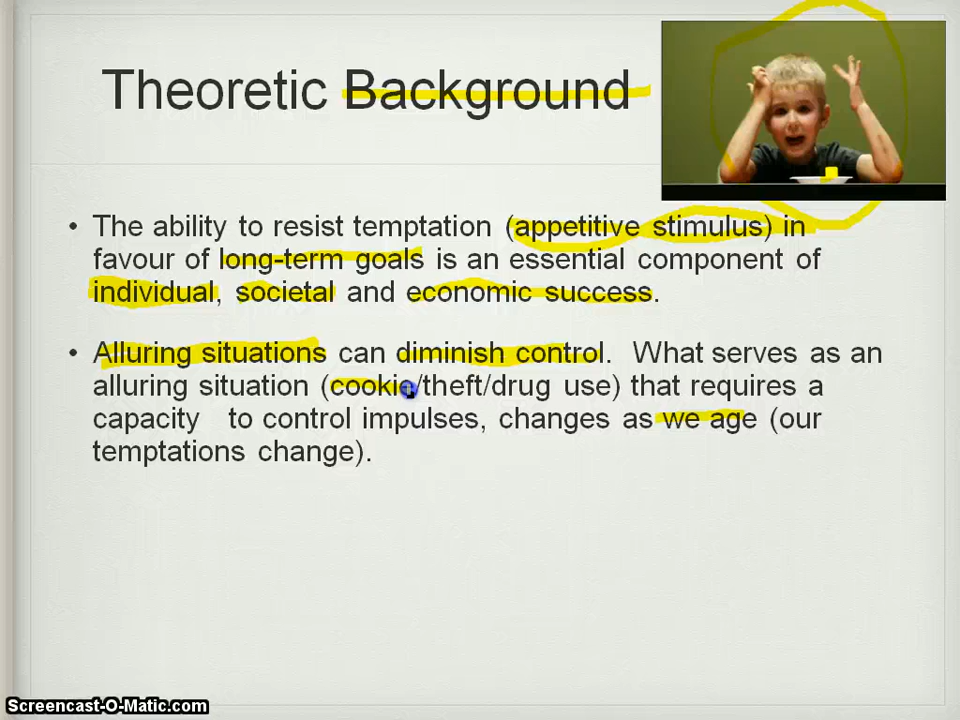 Theoretic Background
• The ability to resist temptation (appetitive stimulus) in
favour of long-term goals is an essential component of
individual, societal and economic success.
• Alluring situations can diminish control.  What serves as an
alluring situation (cookie/theft/drug use) that requires a
capacity   to control impulses, changes as we age (our
temptations change).
Screencast-O-Matic.com